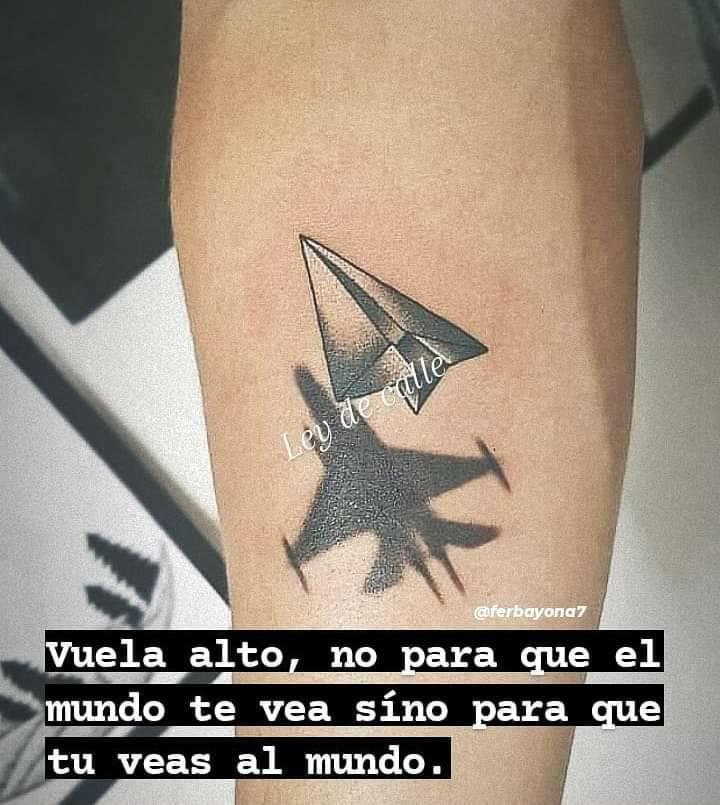 Ley de calle
@ferbayona7
Vuela alto, no para que el
mundo te vea síno para que
tu veas al mundo.